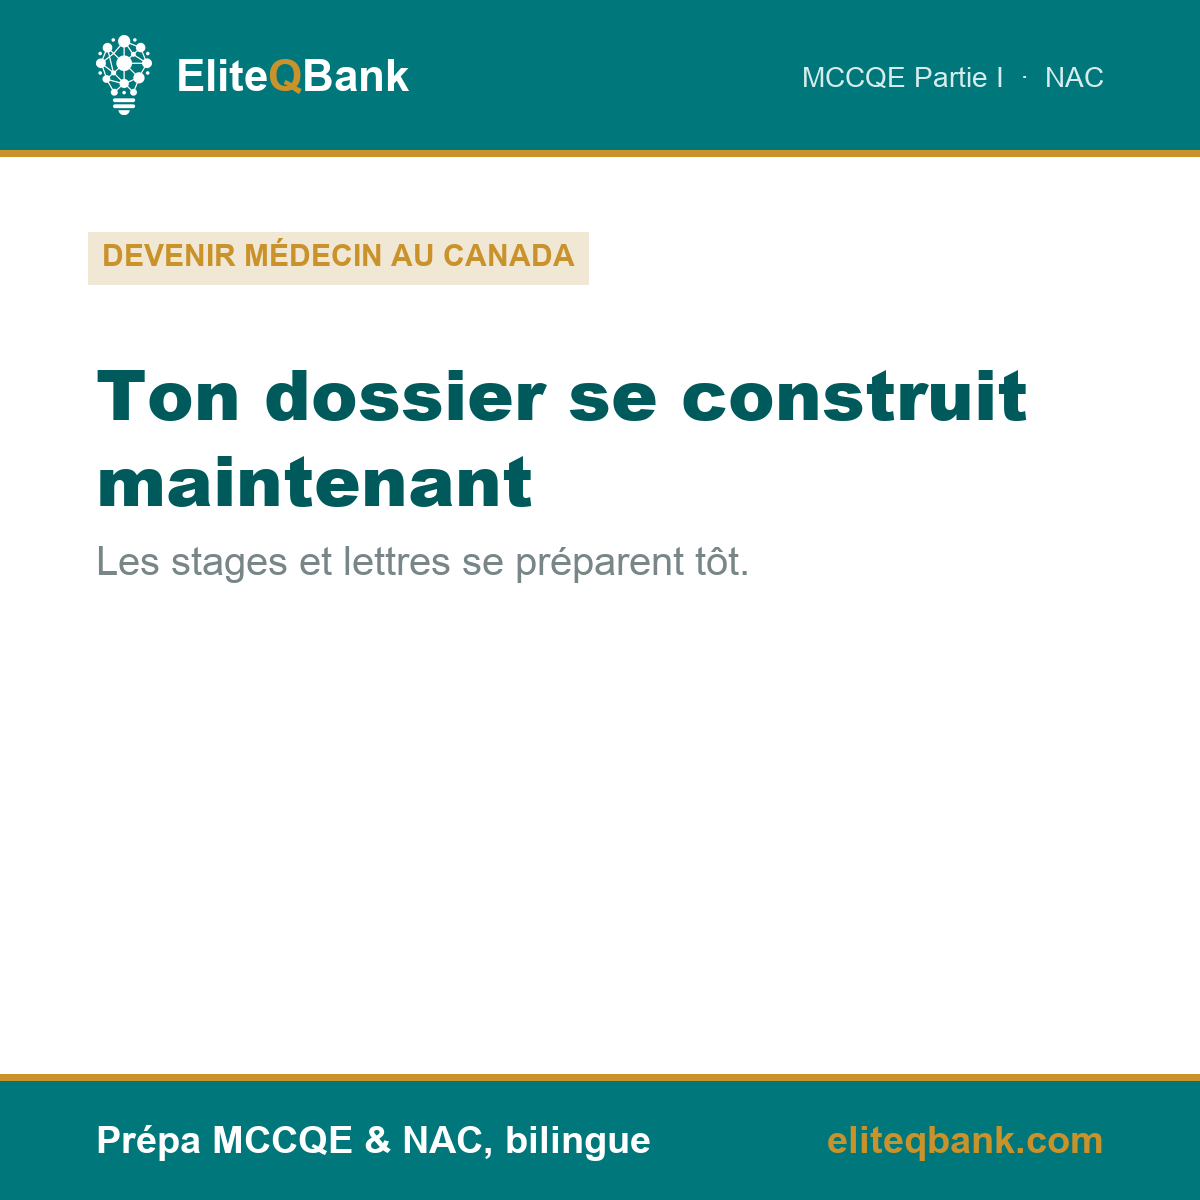 EliteQBank
MCCQE Partie I · NAC
DEVENIR MÉDECIN AU CANADA
Ton dossier se construit
maintenant
Les stages et lettres se préparent tôt.
Prépa MCCQE & NAC, bilingue
eliteqbank.com